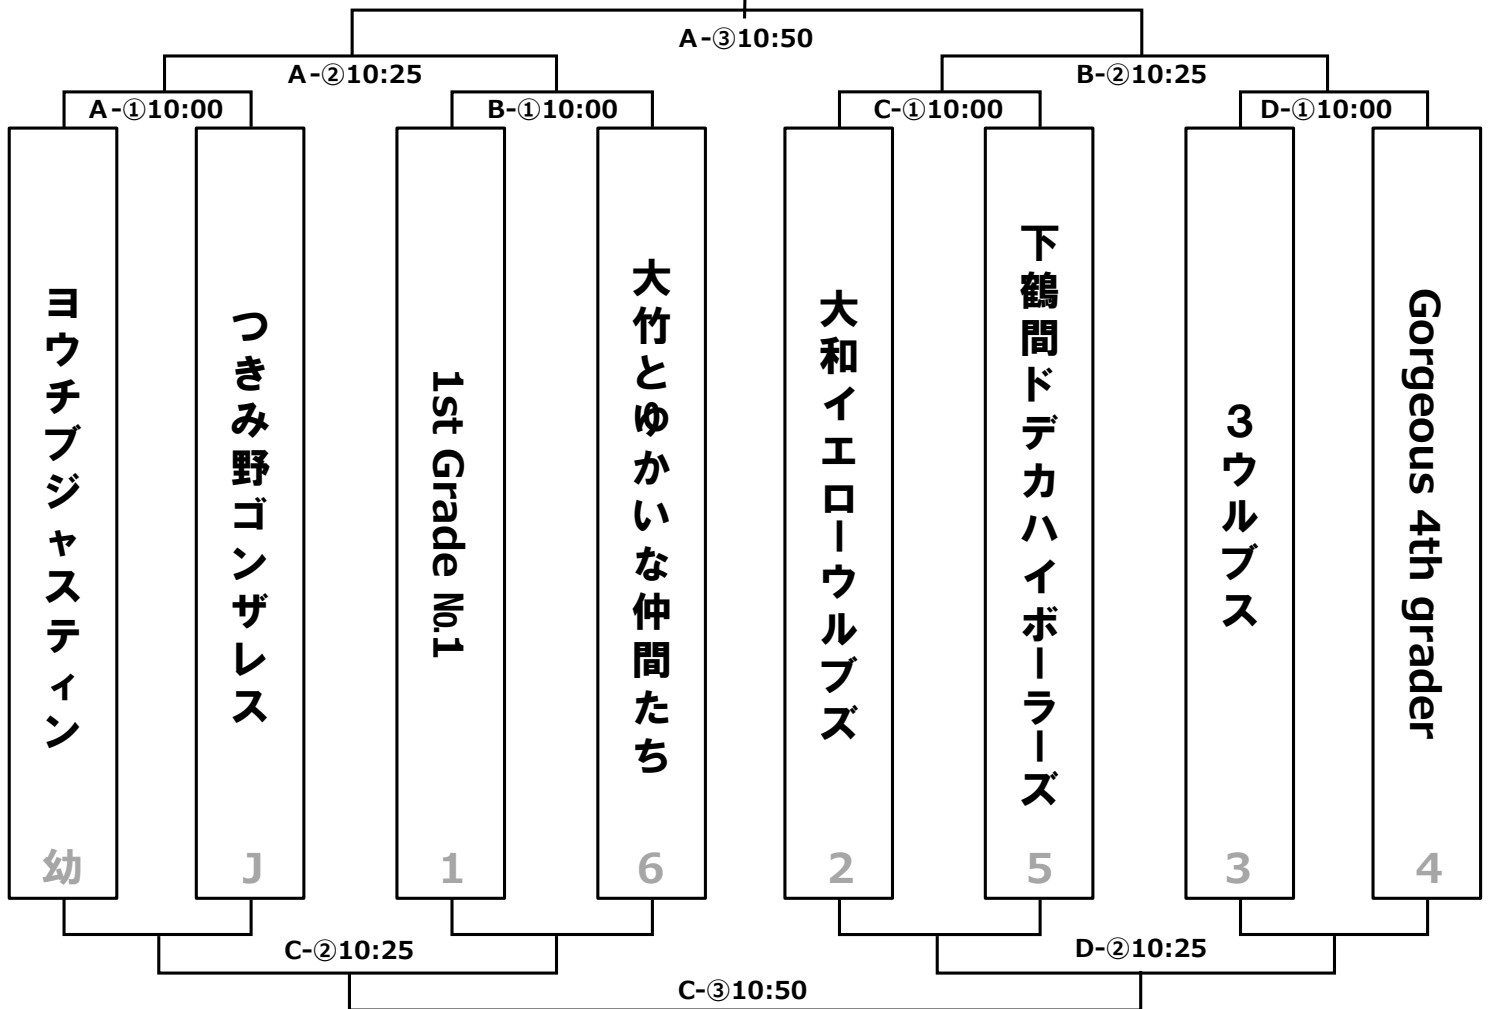 A-③10:50
A-②10:25
B-②10:25
A-①10:00
B-①10:00
C-①10:00
D-①10:00
ヨウチブジャスティン
つきみ野ゴンザレス
1st Grade №1
大竹とゆかいな仲間たち
大和イエローウルブズ
下鶴間ドデカハイボーラーズ
３ウルブス
Gorgeous 4th grader
幼
J
1
6
2
5
3
4
C-②10:25
D-②10:25
C-③10:50